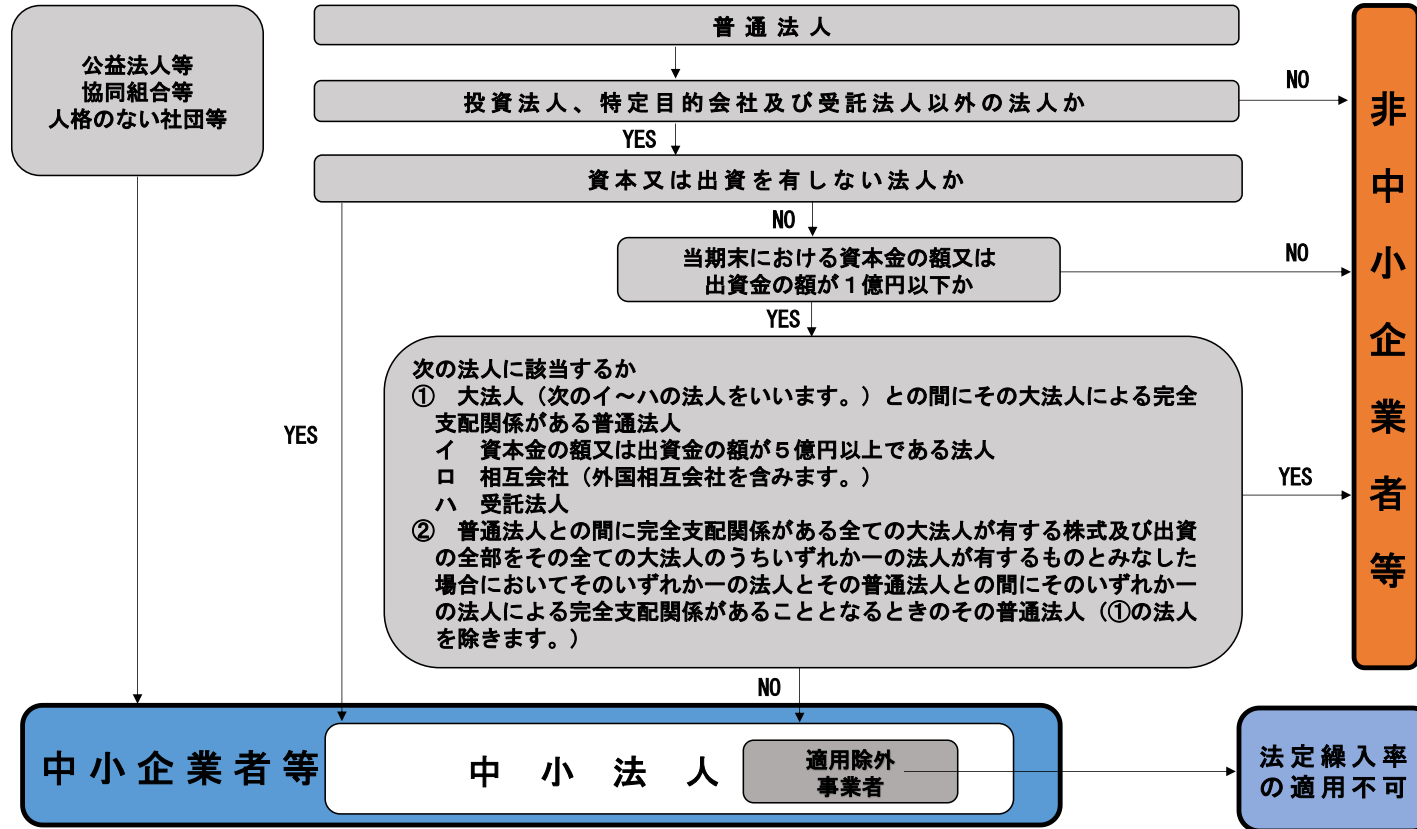 公益法人等
協同組合等
人格のない社団等
普通法人
投資法人、特定目的会社及び受託法人以外の法人か
NO
YES
資本又は出資を有しない法人か
NO
当期末における資本金の額又は
出資金の額が1億円以下か
NO
YES
次の法人に該当するか
① 大法人（次のイ～ハの法人をいいます。）との間にその大法人による完全
支配関係がある普通法人
イ 資本金の額又は出資金の額が5億円以上である法人
ロ 相互会社（外国相互会社を含みます。）
ハ 受託法人
② 普通法人との間に完全支配関係がある全ての大法人が有する株式及び出資
の全部をその全ての大法人のうちいずれか一の法人が有するものとみなした
場合においてそのいずれか一の法人とその普通法人との間にそのいずれか一
の法人による完全支配関係があることとなるときのその普通法人（①の法人
を除きます。）
YES
YES
NO
非中小企業者等
中小企業者等
中小法人
適用除外
事業者
法定繰入率
の適用不可